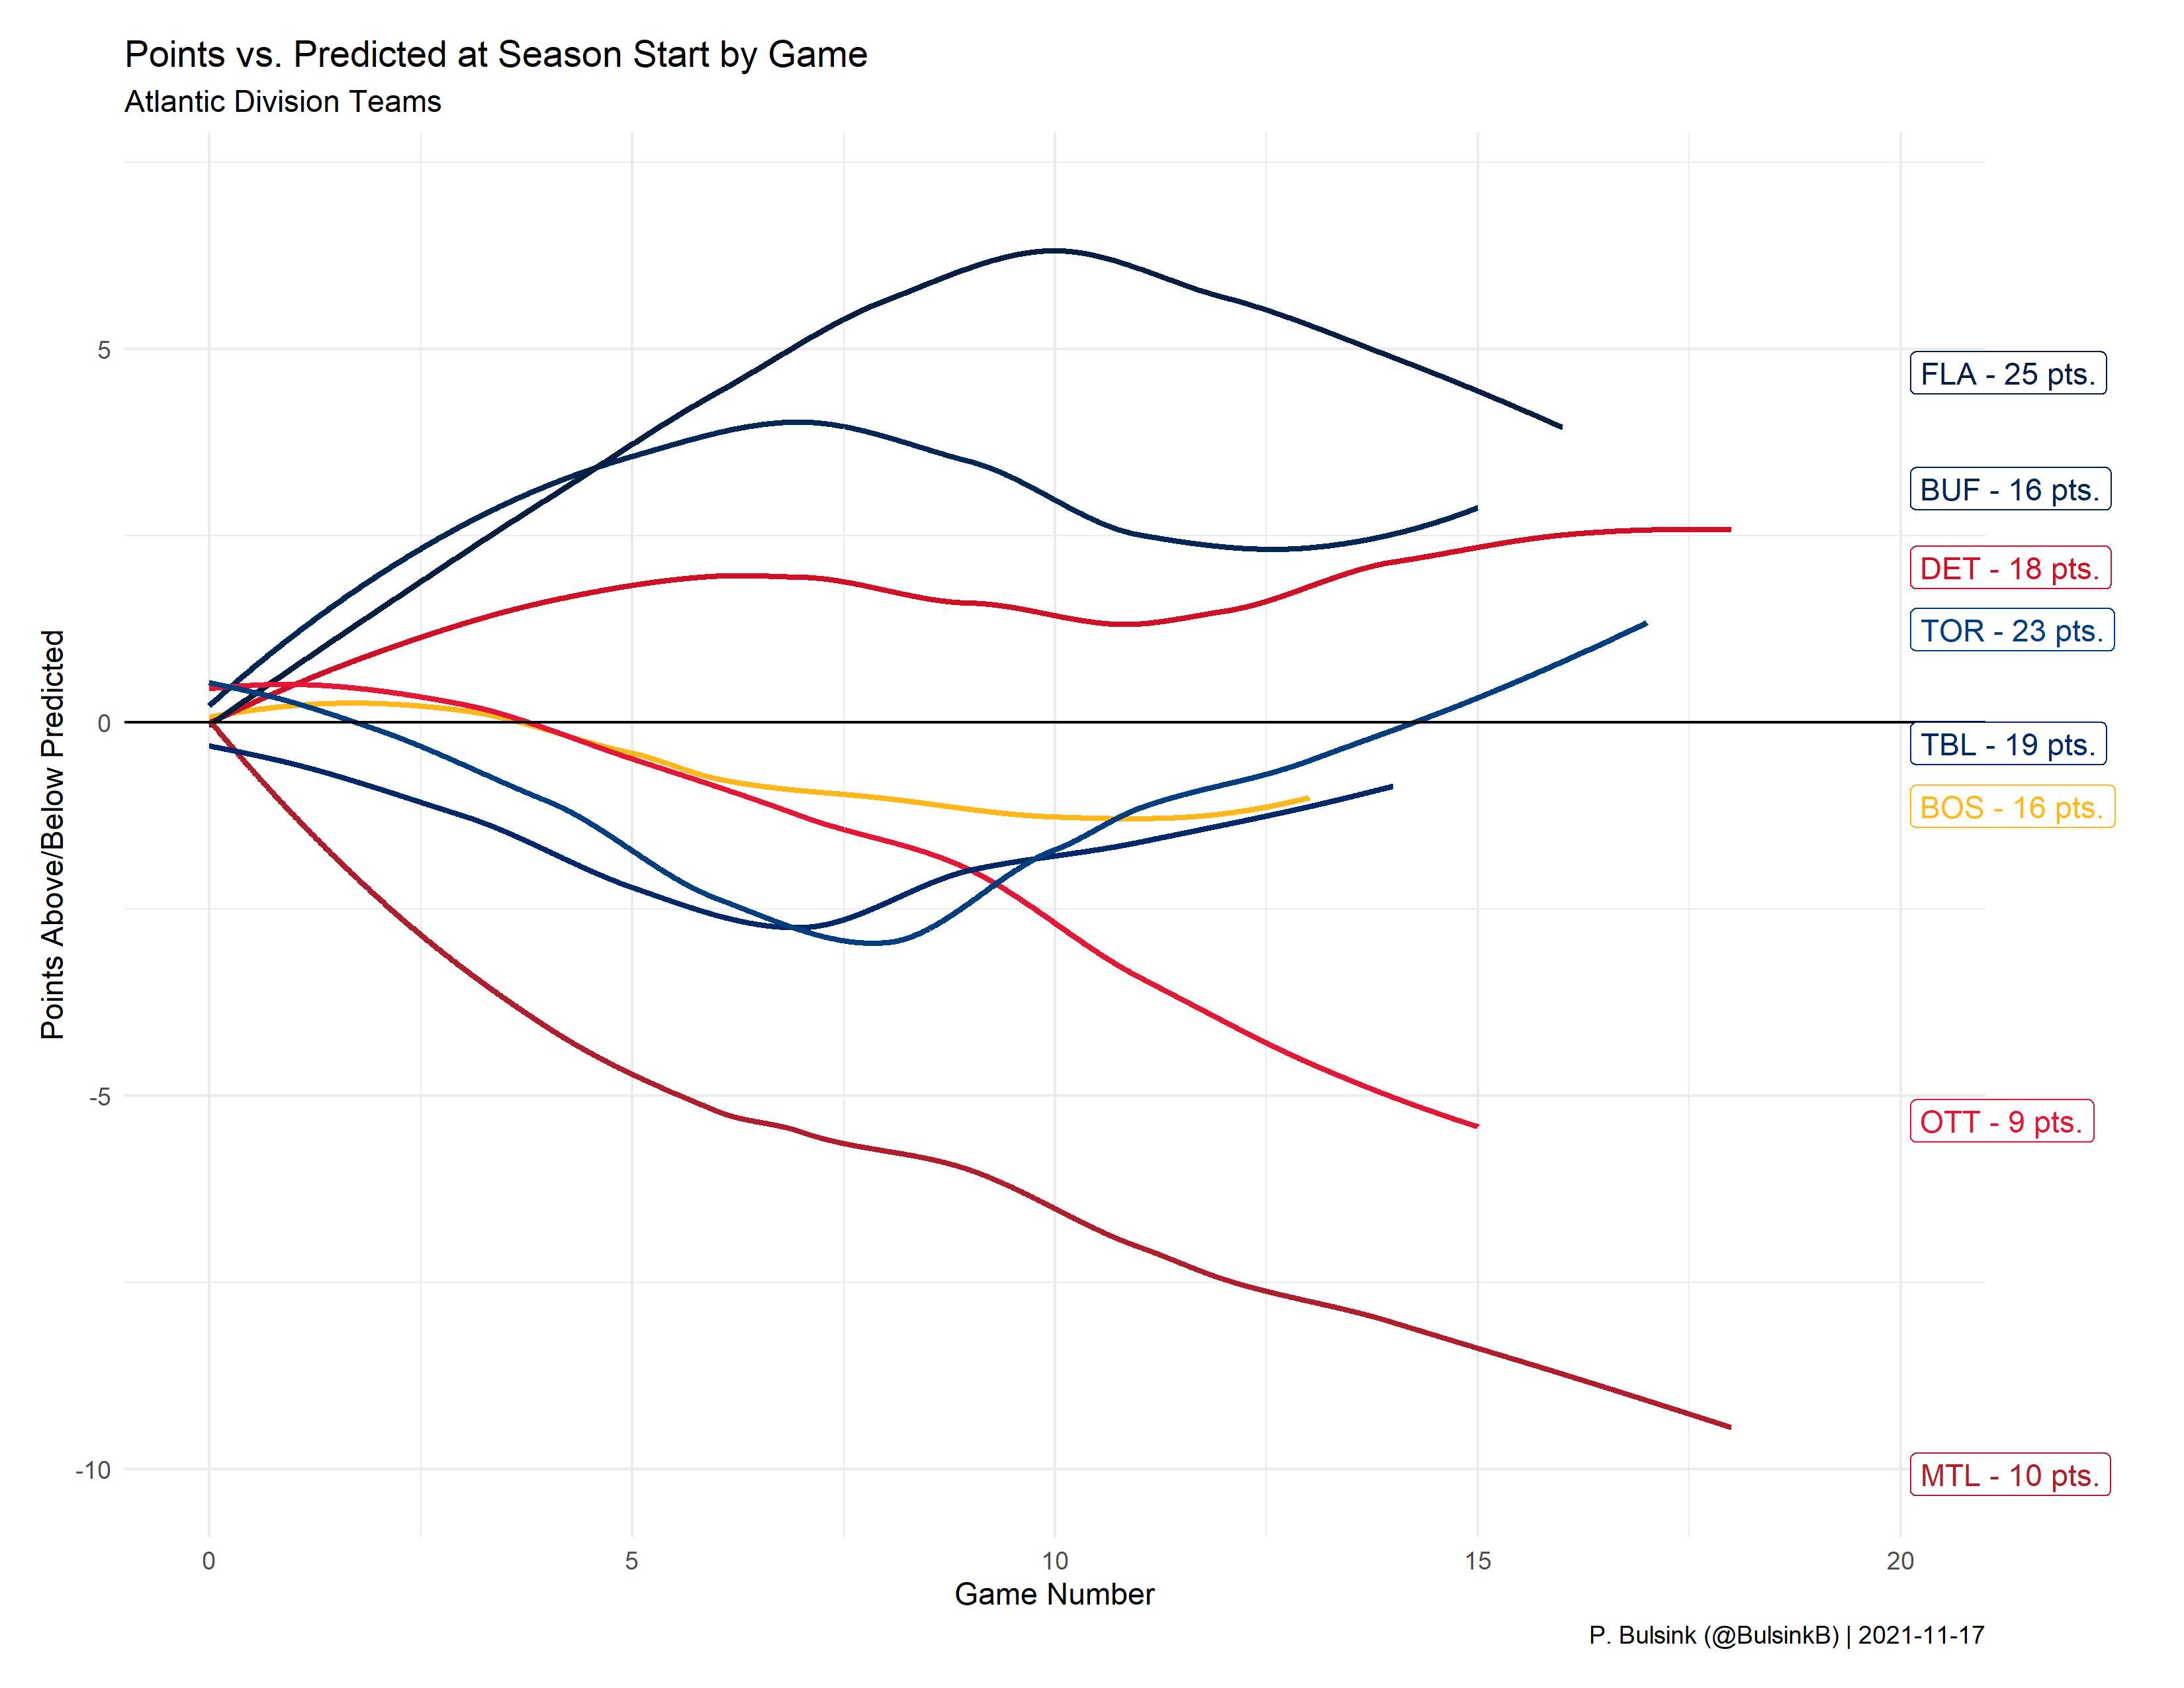 Points vs. Predicted at Season Start by Game
Atlantic Division Teams
Points Above/Below Predicted
5
0
-5
-10
FLA - 25 pts.
BUF - 16 pts.
DET - 18 pts.
TOR - 23 pts.
TBL - 19 pts.
BOS - 16 pts.
OTT - 9 pts.
MTL - 10 pts.
0 5 10 15 20
Game Number
P. Bulsink (@BulsinkB) | 2021-11-17